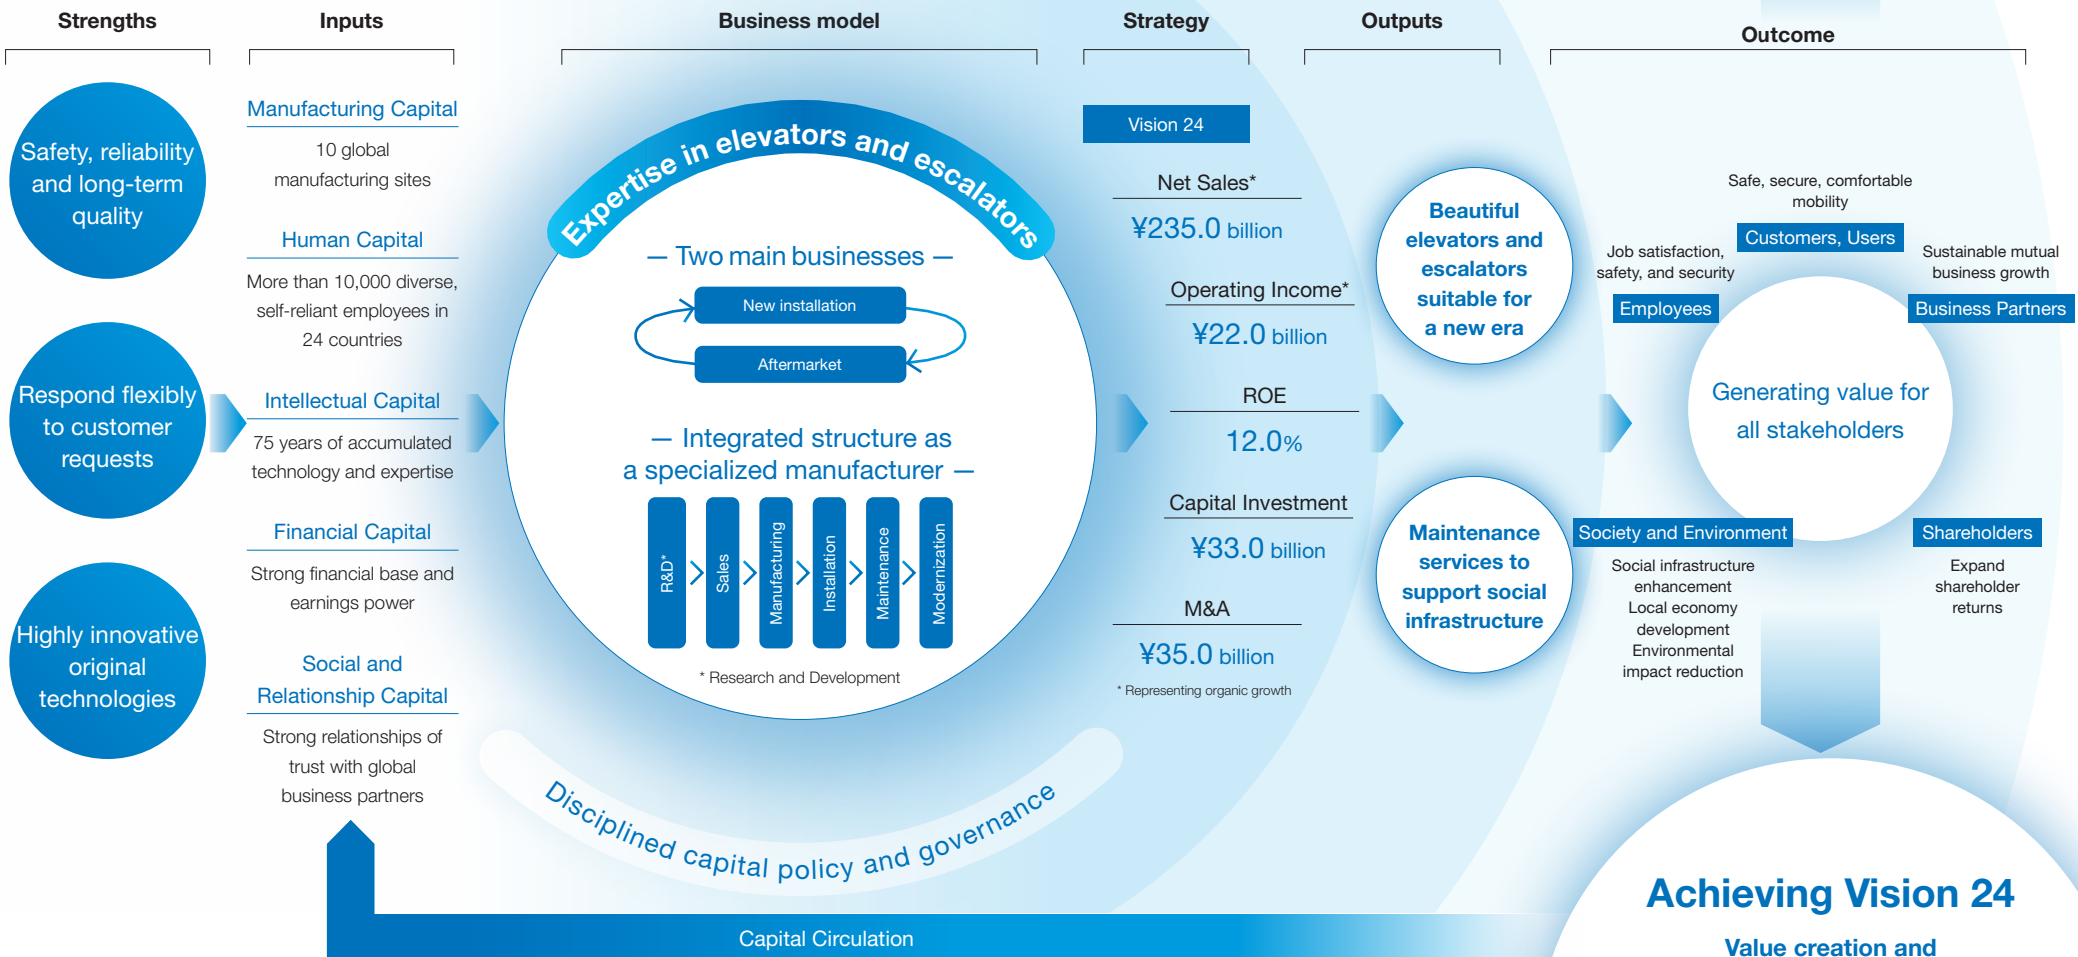 Strengths
Safety, reliability
and long-term
quality
Respond flexibly
to customer
requests
Highly innovative
original
technologies
Inputs
Manufacturing Capital
10 global
manufacturing sites
Human Capital
More than 10,000 diverse,
self-reliant employees in
24 countries
Intellectual Capital
75 years of accumulated
technology and expertise
Financial Capital
Strong financial base and
earnings power
Social and
Relationship Capital
Strong relationships of
trust with global
business partners
Business model
Expertise in elevators and escalators
— Two main businesses —
New installation
Aftermarket
— Integrated structure as
a specialized manufacturer —
R&D*
Sales
Manufacturing
Installation
Maintenance
Modernization
* Research and Development
Disciplined capital policy and governance
Strategy
Vision 24
Net Sales*
¥235.0 billion
Operating Income*
¥22.0 billion
ROE
12.0%
Capital Investment
¥33.0 billion
M&A
¥35.0 billion
* Representing organic growth
Outputs
Beautiful
elevators and
escalators
suitable for
a new era
Maintenance
services to
support social
infrastructure
Outcome
Safe, secure, comfortable
mobility
Customers, Users
Job satisfaction,
safety, and security
Employees
Sustainable mutual
business growth
Business Partners
Generating value for
all stakeholders
Society and Environment
Social infrastructure
enhancement
Local economy
development
Environmental
impact reduction
Shareholders
Expand
shareholder
returns
Achieving Vision 24
Value creation and
Capital Circulation